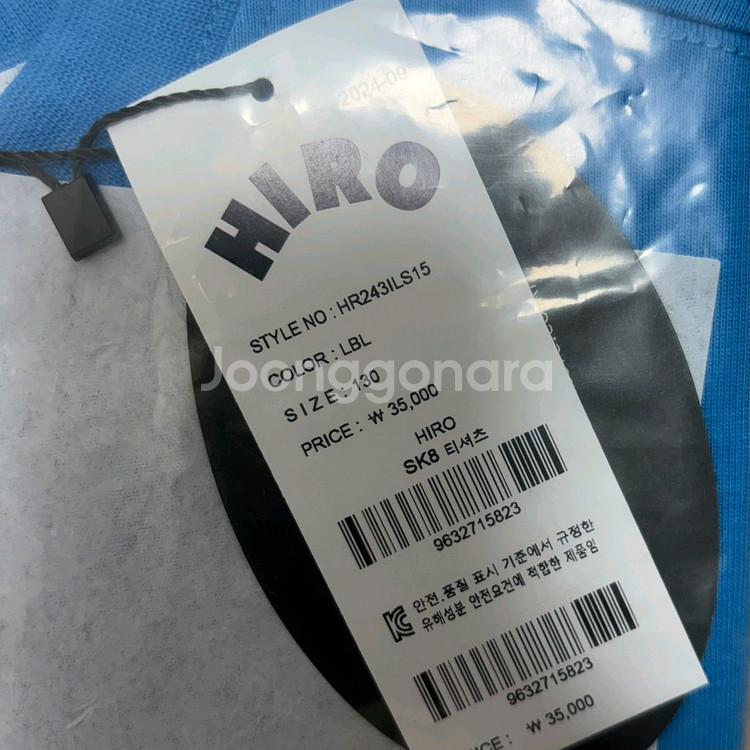 2024-09
HIRO
STYLE NO : HR243ILS15
COLOR : LBL
Joonggonara
SIZE : 130
PRICE : ₩ 35,000
HIRO
SK8 티셔츠
9632715823
안전.품질 표시 기준에서 규정한
유해성분 안전요건에 적합한 제품임
9632715823
ICE : ₩ 35,000